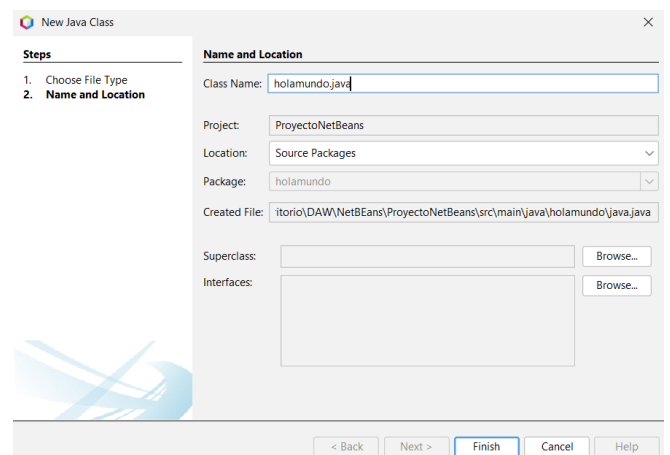 New Java Class
Steps
1. Choose File Type
2. Name and Location
Name and Location
Class Name: holamundo.java
Project: ProyectoNetBeans
Location: Source Packages
Package: holamundo
Created File: itorio\DAW\NetBEans\ProyectoNetBeans\src\main\java\holamundo\java.java
Superclass: Browse...
Interfaces: Browse...
< Back Next > Finish Cancel Help